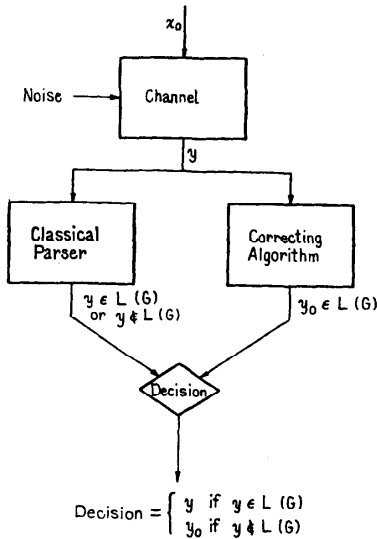 x₀
Noise
Channel
y
Classical
Parser
Correcting
Algorithm
y ∈ L (G)
or y ∉ L (G)
y₀ ∈ L (G)
Decision
Decision = { y if y ∈ L (G)
y₀ if y ∉ L (G)